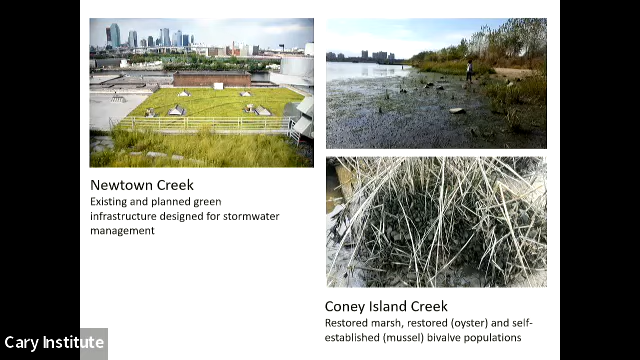 Newtown Creek
Existing and planned green
infrastructure designed for stormwater
management
Coney Island Creek
Restored marsh, restored (oyster) and self-
established (mussel) bivalve populations
Cary Institute